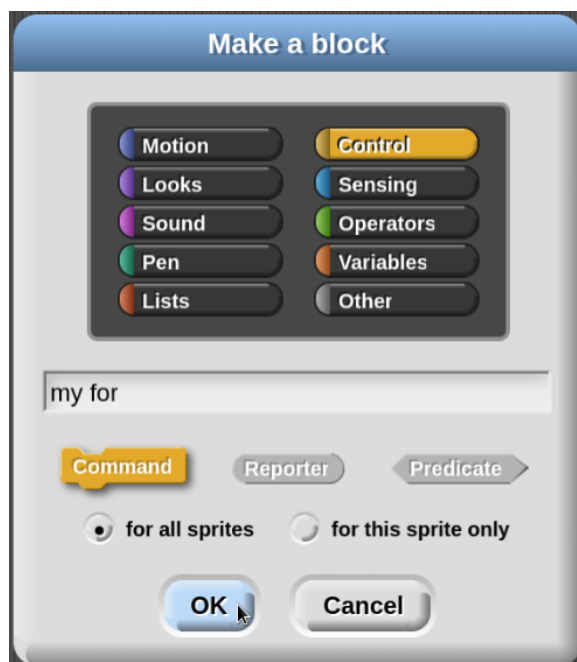 Make a block
Motion Control
Looks Sensing
Sound Operators
Pen Variables
Lists Other
my for
Command Reporter Predicate
for all sprites for this sprite only
OK Cancel